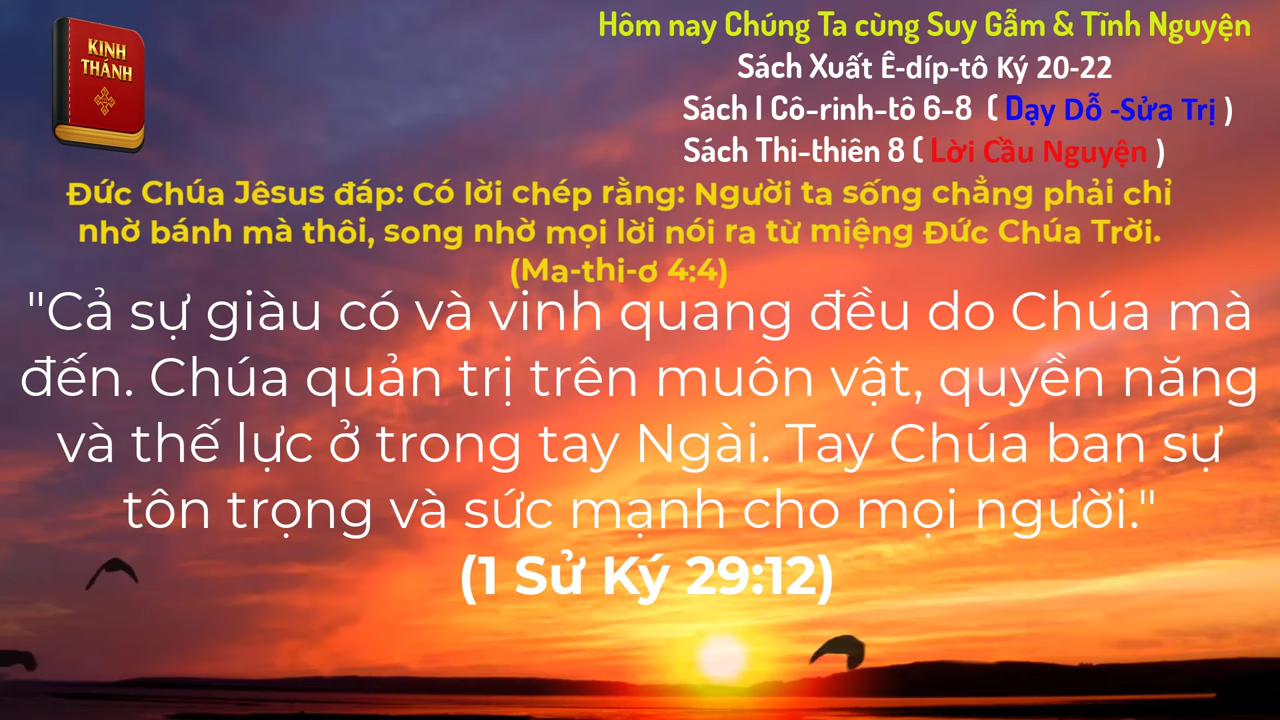 KINH
THÁNH
Hôm nay Chúng Ta cùng Suy Gẫm & Tĩnh Nguyện
Sách Xuất Ê-díp-tô Ký 20-22
Sách I Cô-rinh-tô 6-8 ( Dạy Dỗ -Sửa Trị )
Sách Thi-thiên 8 ( Lời Cầu Nguyện )
Đức Chúa Jêsus đáp: Có lời chép rằng: Người ta sống chẳng phải chỉ
nhờ bánh mà thôi, song nhờ mọi lời nói ra từ miệng Đức Chúa Trời.
(Ma-thi-ơ 4:4)
"Cả sự giàu có và vinh quang đều do Chúa mà
đến. Chúa quản trị trên muôn vật, quyền năng
và thế lực ở trong tay Ngài. Tay Chúa ban sự
tôn trọng và sức mạnh cho mọi người."
(1 Sử Ký 29:12)